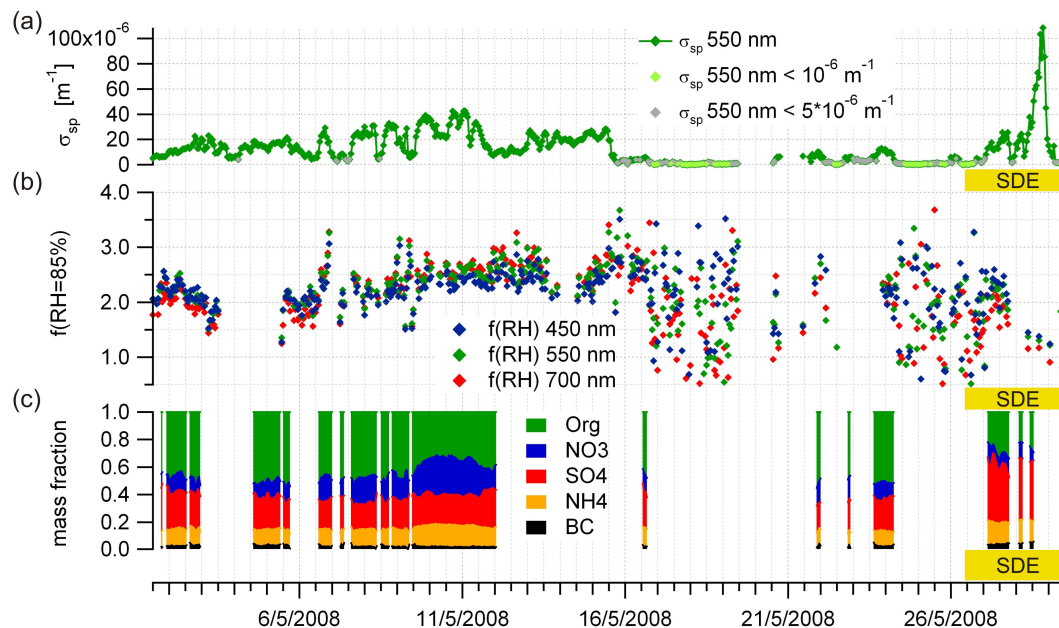 (a)
100x10⁻⁶
80
60
40
20
0
σsp [m⁻¹]
σsp 550 nm
σsp 550 nm < 10⁻⁶ m⁻¹
σsp 550 nm < 5*10⁻⁶ m⁻¹
SDE
(b)
4.0
3.0
2.0
1.0
f(RH=85%)
f(RH) 450 nm
f(RH) 550 nm
f(RH) 700 nm
SDE
(c)
1.0
0.8
0.6
0.4
0.2
0.0
mass fraction
Org
NO3
SO4
NH4
BC
SDE
6/5/2008 11/5/2008 16/5/2008 21/5/2008 26/5/2008